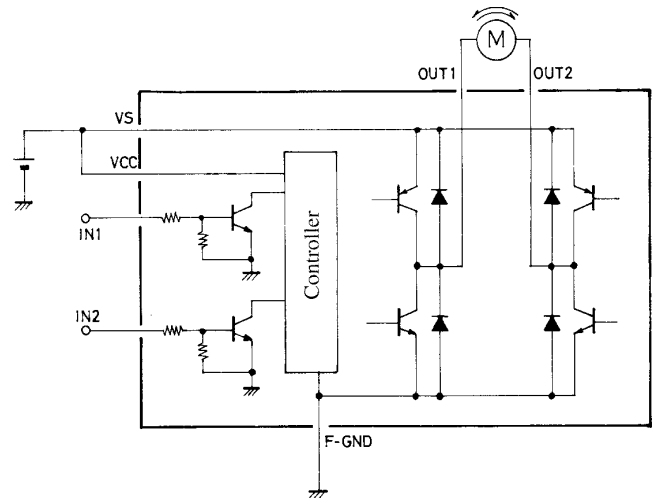 M
OUT1
OUT2
VS
VCC
IN1
Controller
IN2
F-GND